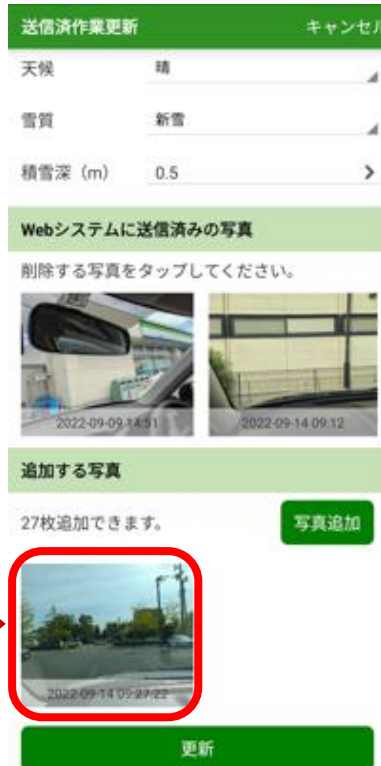 送信済作業更新 キャンセル
天候 晴
雪質 新雪
積雪深（m） 0.5
Webシステムに送信済みの写真
削除する写真をタップしてください。
2022-09-09 14:51 2022-09-14 09:12
追加する写真
27枚追加できます。 写真追加
2022-09-14 09:27:22
更新